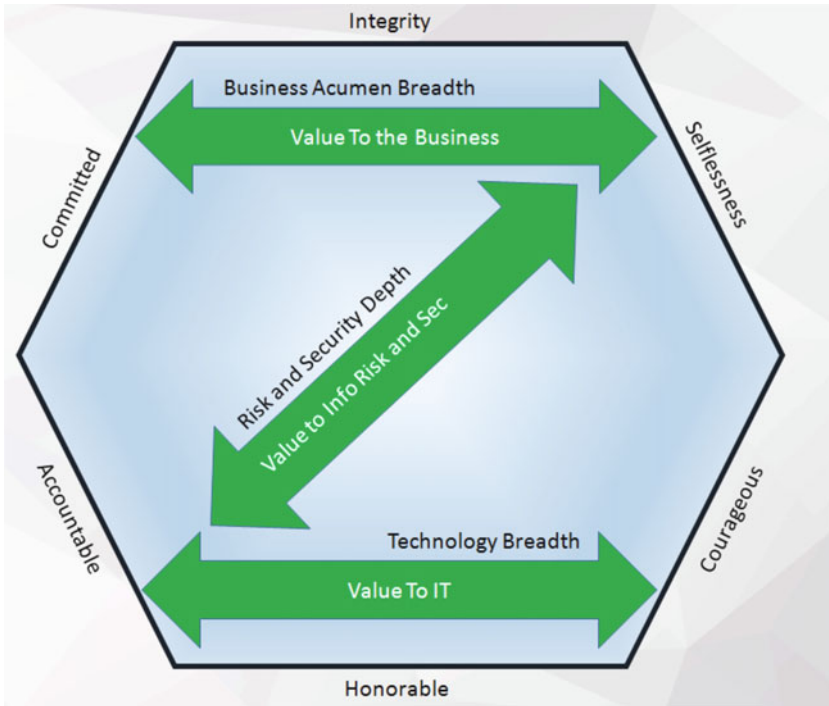 Integrity
Business Acumen Breadth
Value To the Business
Committed
Selflessness
Risk and Security Depth
Value to Info Risk and Sec
Accountable
Courageous
Technology Breadth
Value To IT
Honorable